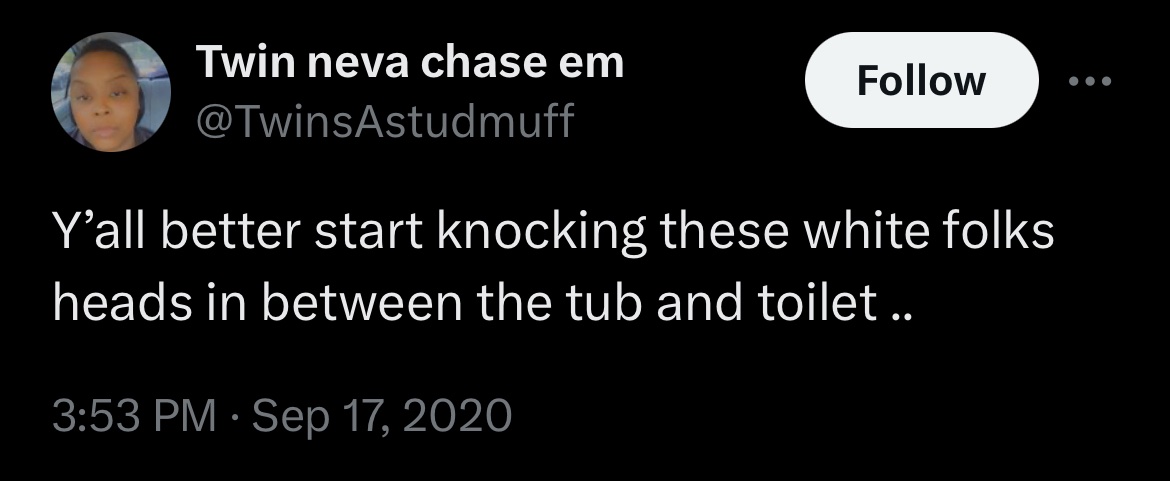 Twin neva chase em
@TwinsAstudmuff
Follow
Y’all better start knocking these white folks
heads in between the tub and toilet ..
3:53 PM · Sep 17, 2020